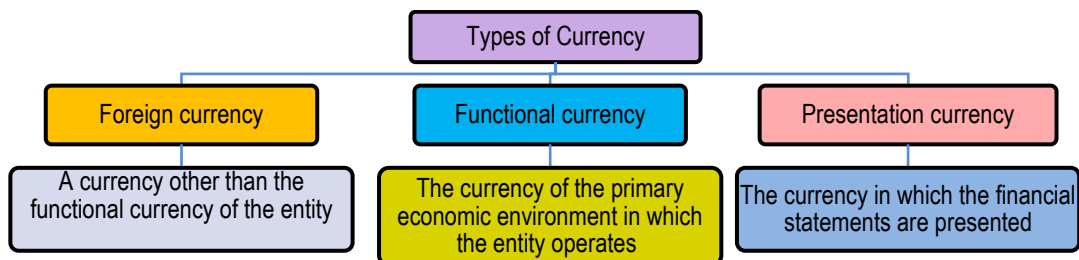 Types of Currency
Foreign currency
Functional currency
Presentation currency
A currency other than the
functional currency of the entity
The currency of the primary
economic environment in which
the entity operates
The currency in which the financial
statements are presented